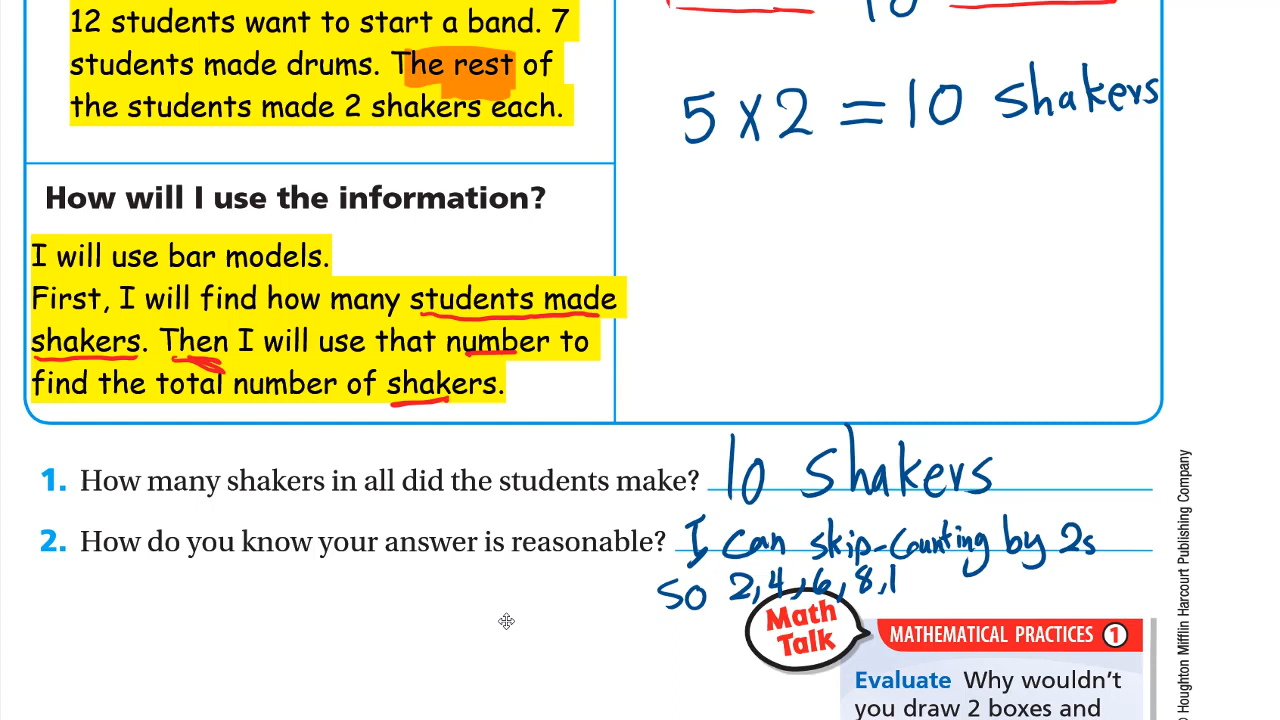 12 students want to start a band. 7
students made drums. The rest of
the students made 2 shakers each.
10
5 x 2 = 10 shakers
How will I use the information?
I will use bar models.
First, I will find how many students made
shakers. Then I will use that number to
find the total number of shakers.
1. How many shakers in all did the students make? 10 shakers
2. How do you know your answer is reasonable? I can skip-counting by 2s
so 2, 4, 6, 8, 1
Math
Talk
MATHEMATICAL PRACTICES 1
Evaluate Why wouldn't
you draw 2 boxes and
© Houghton Mifflin Harcourt Publishing Company